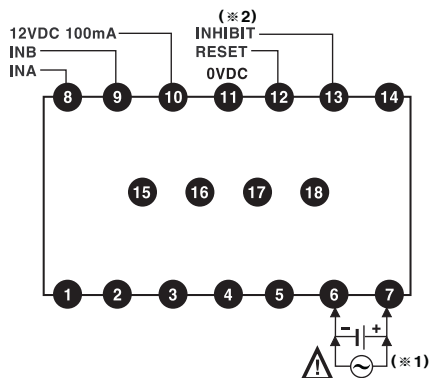 (※2)
12VDC 100mA INHIBIT
INB RESET
INA 0VDC
8 9 10 11 12 13 14
15 16 17 18
1 2 3 4 5 6 7
- +
(※1)